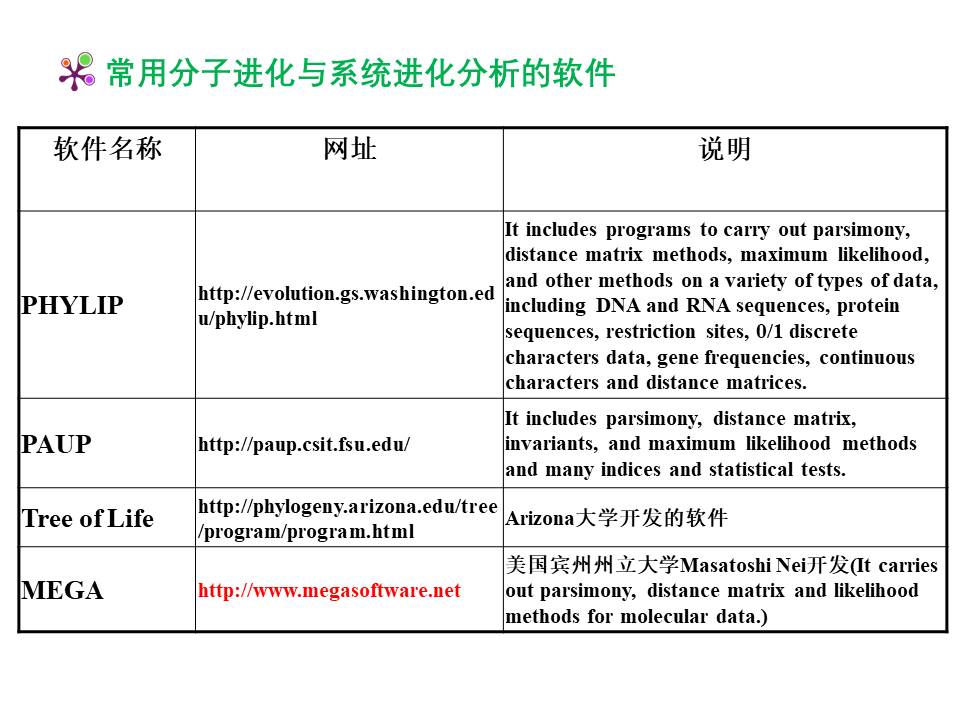 常用分子进化与系统进化分析的软件
软件名称 网址 说明
PHYLIP
http://evolution.gs.washington.ed
u/phylip.html
It includes programs to carry out parsimony,
distance matrix methods, maximum likelihood,
and other methods on a variety of types of data,
including DNA and RNA sequences, protein
sequences, restriction sites, 0/1 discrete
characters data, gene frequencies, continuous
characters and distance matrices.
PAUP
http://paup.csit.fsu.edu/
It includes parsimony, distance matrix,
invariants, and maximum likelihood methods
and many indices and statistical tests.
Tree of Life
http://phylogeny.arizona.edu/tree
/program/program.html
Arizona大学开发的软件
MEGA
http://www.megasoftware.net
美国宾州州立大学Masatoshi Nei开发(It carries
out parsimony, distance matrix and likelihood
methods for molecular data.)